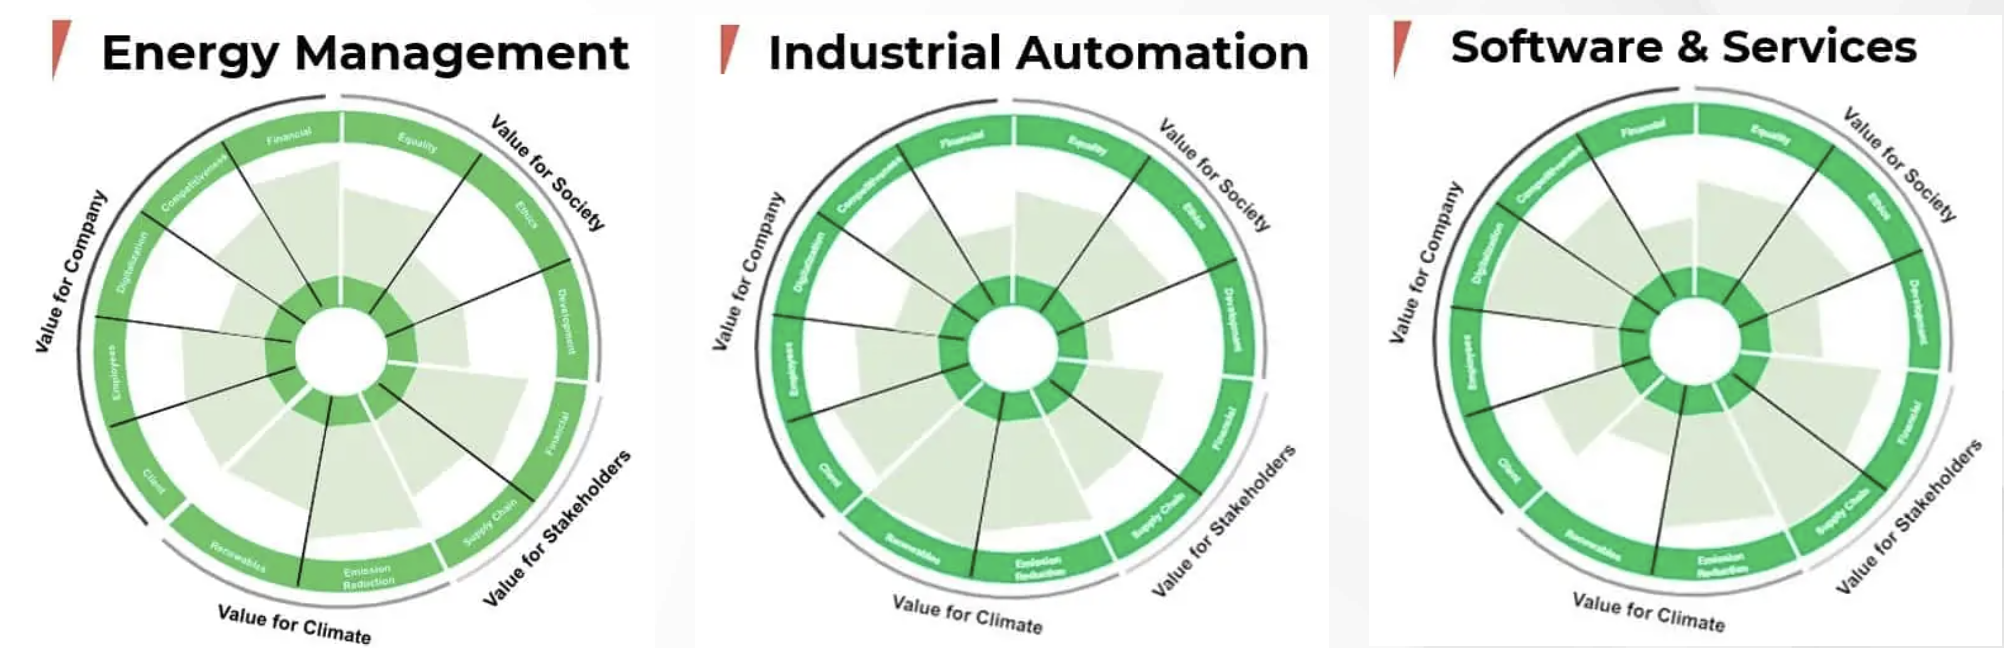 Energy Management
Value for Company
Value for Society
Value for Stakeholders
Value for Climate
Financial
Equality
Ethics
Development
Financial
Supply Chain
Emission
Reduction
Renewables
Client
Employees
Digitalization
Competitiveness
Industrial Automation
Value for Company
Value for Society
Value for Stakeholders
Value for Climate
Financial
Equality
Ethics
Development
Financial
Supply Chain
Emission
Reduction
Renewables
Client
Employees
Digitalization
Competitiveness
Software & Services
Value for Company
Value for Society
Value for Stakeholders
Value for Climate
Financial
Equality
Ethics
Development
Financial
Supply Chain
Emission
Reduction
Renewables
Client
Employees
Digitalization
Competitiveness